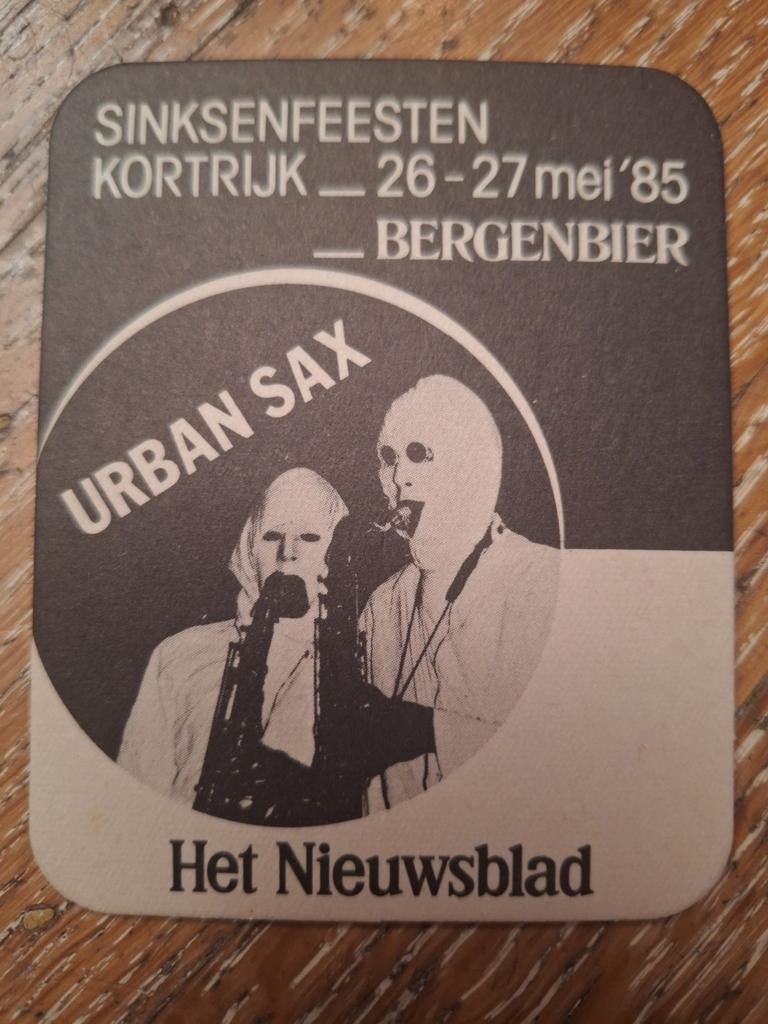 SINKSENFEESTEN
KORTRIJK _ 26-27 mei '85
_ BERGENBIER
URBAN SAX
Het Nieuwsblad